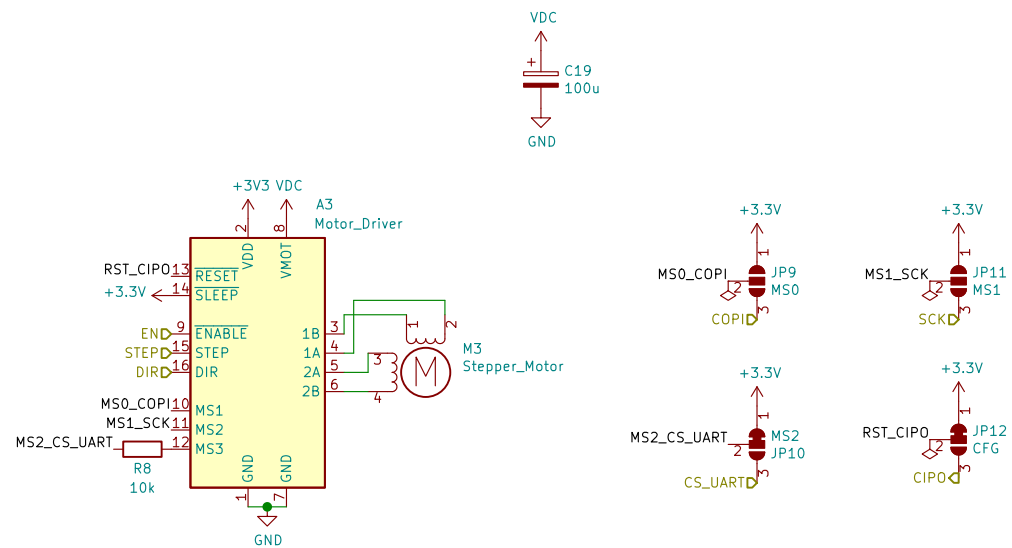 VDC
+
C19
100u
GND
+3V3 VDC
2
8
A3
Motor_Driver
VDD
VMOT
RST_CIPO 13 RESET
+3.3V 14 SLEEP
EN 9 ENABLE
STEP 15 STEP
DIR 16 DIR
MS0_COPI 10 MS1
MS1_SCK 11 MS2
MS2_CS_UART 12 MS3
R8
10k
1B 3
1A 4
2A 5
2B 6
1
2
3
4
M
M3
Stepper_Motor
GND
GND
1
7
GND
+3.3V
1
MS0_COPI
2
JP9
MS0
3
COPI
+3.3V
1
MS1_SCK
2
JP11
MS1
3
SCK
+3.3V
1
MS2_CS_UART
2
MS2
JP10
3
CS_UART
+3.3V
1
RST_CIPO
2
JP12
CFG
3
CIPO